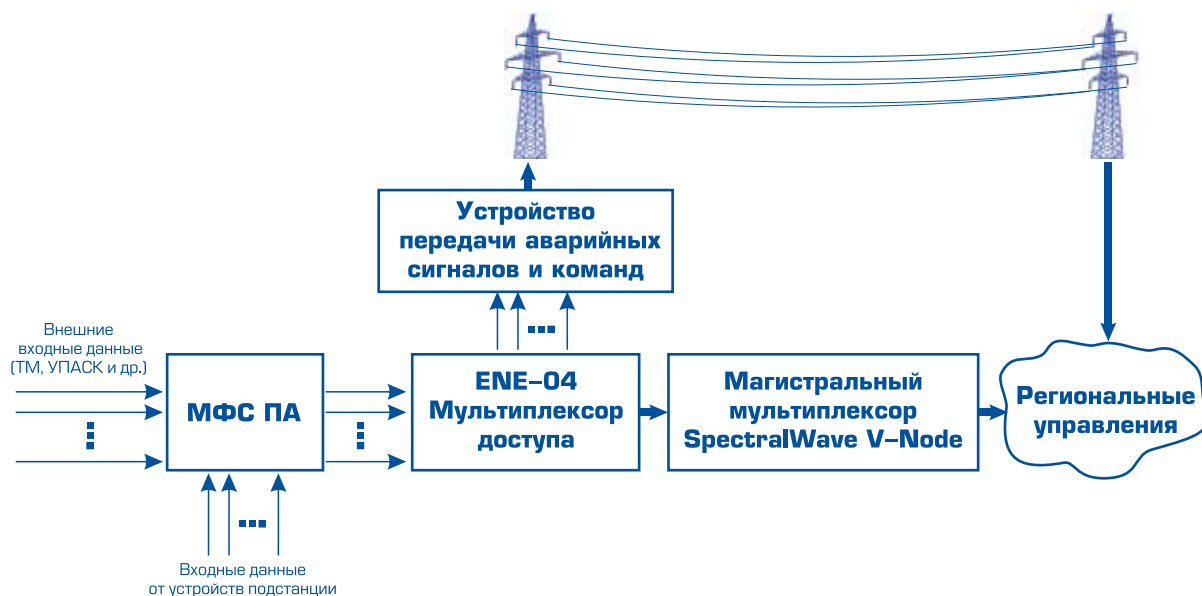 Устройство
передачи аварийных
сигналов и команд
Внешние
входные данные
(ТМ, УПАСК и др.)
МФС ПА
ENE–04
Мультиплексор
доступа
Магистральный
мультиплексор
SpectralWave V–Node
Региональные
управления
Входные данные
от устройств подстанции